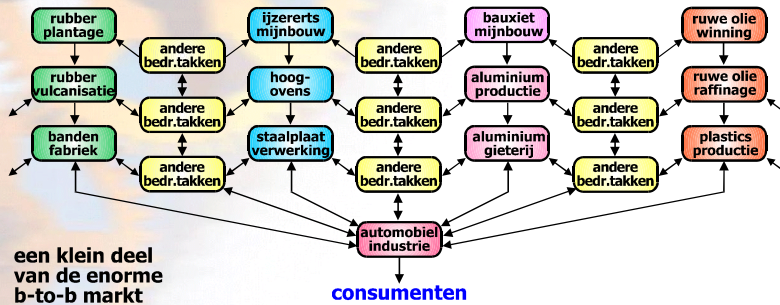 rubber
plantage
ijzererts
mijnbouw
bauxiet
mijnbouw
ruwe olie
winning
andere
bedr.takken
andere
bedr.takken
andere
bedr.takken
rubber
vulcanisatie
hoog-
ovens
aluminium
productie
ruwe olie
raffinage
andere
bedr.takken
andere
bedr.takken
andere
bedr.takken
banden
fabriek
staalplaat
verwerking
aluminium
gieterij
plastics
productie
andere
bedr.takken
andere
bedr.takken
andere
bedr.takken
automobiel
industrie
een klein deel
van de enorme
b-to-b markt
consumenten